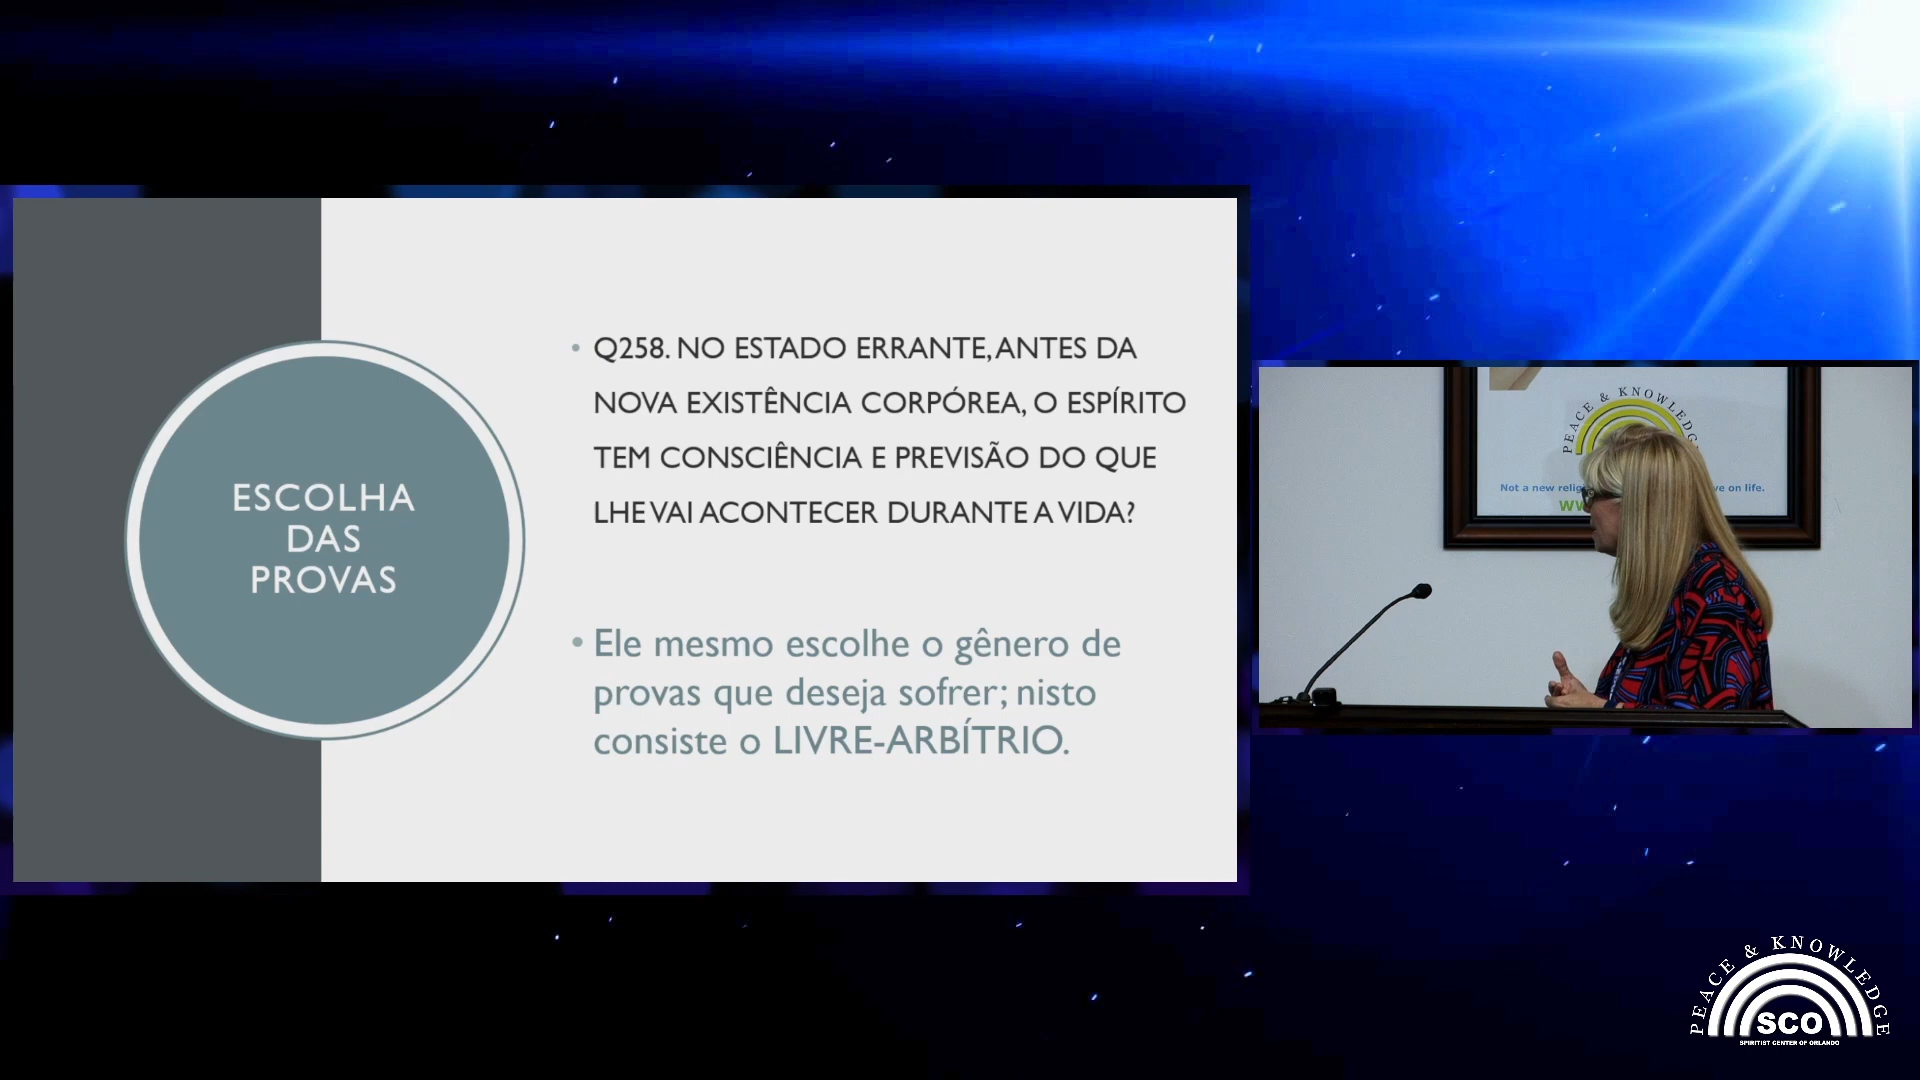 ESCOLHA
DAS
PROVAS
• Q258. NO ESTADO ERRANTE, ANTES DA
NOVA EXISTÊNCIA CORPÓREA, O ESPÍRITO
TEM CONSCIÊNCIA E PREVISÃO DO QUE
LHE VAI ACONTECER DURANTE A VIDA?
• Ele mesmo escolhe o gênero de
provas que deseja sofrer; nisto
consiste o LIVRE-ARBÍTRIO.
PEACE & KNOWLEDGE
Not a new on life.
PEACE & KNOWLEDGE
SCO
SPIRITIST CENTER OF ORLANDO